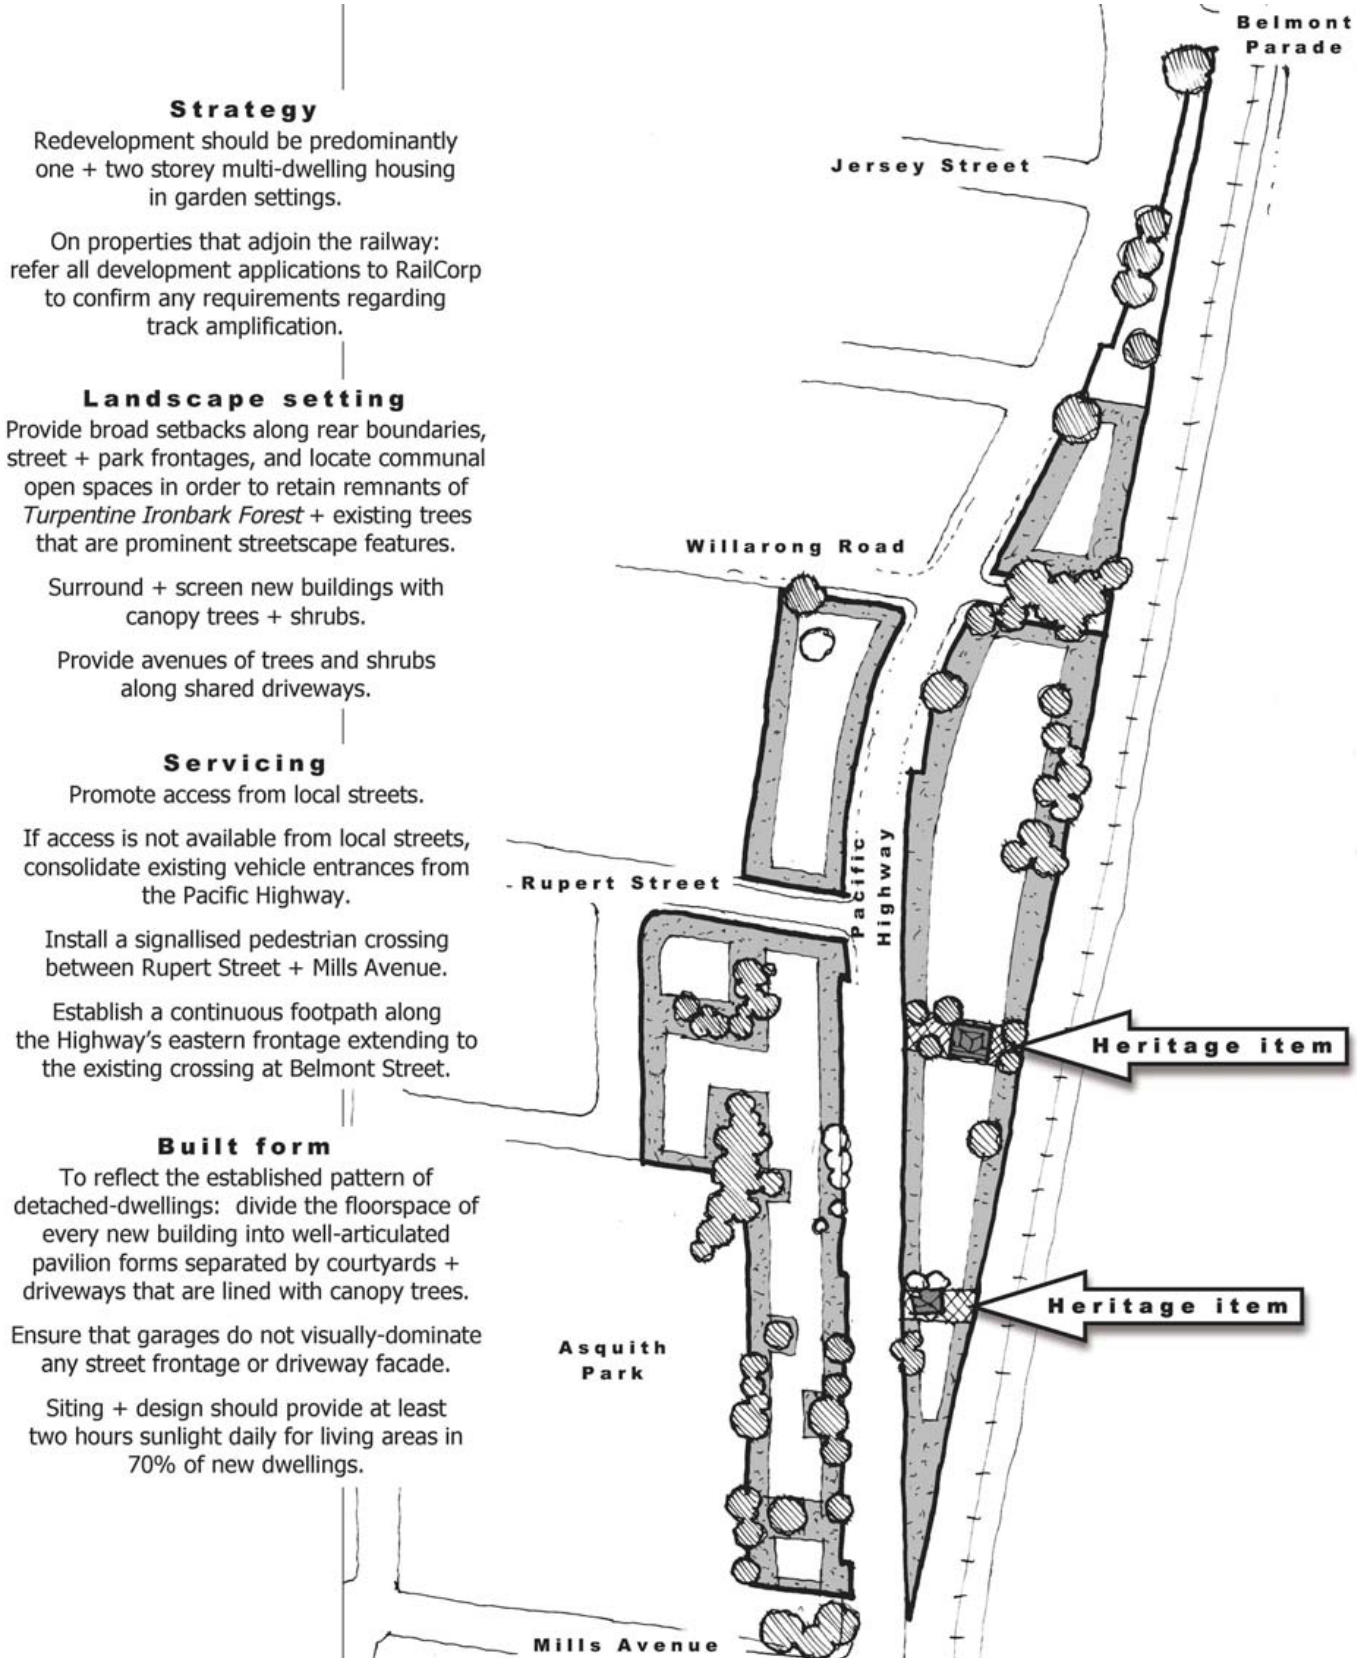 Strategy
Redevelopment should be predominantly
one + two storey multi-dwelling housing
in garden settings.
On properties that adjoin the railway:
refer all development applications to RailCorp
to confirm any requirements regarding
track amplification.
Landscape setting
Provide broad setbacks along rear boundaries,
street + park frontages, and locate communal
open spaces in order to retain remnants of
Turpentine Ironbark Forest + existing trees
that are prominent streetscape features.
Surround + screen new buildings with
canopy trees + shrubs.
Provide avenues of trees and shrubs
along shared driveways.
Servicing
Promote access from local streets.
If access is not available from local streets,
consolidate existing vehicle entrances from
the Pacific Highway.
Install a signallised pedestrian crossing
between Rupert Street + Mills Avenue.
Establish a continuous footpath along
the Highway's eastern frontage extending to
the existing crossing at Belmont Street.
Built form
To reflect the established pattern of
detached-dwellings: divide the floorspace of
every new building into well-articulated
pavilion forms separated by courtyards +
driveways that are lined with canopy trees.
Ensure that garages do not visually-dominate
any street frontage or driveway facade.
Siting + design should provide at least
two hours sunlight daily for living areas in
70% of new dwellings.
Belmont
Parade
Jersey Street
Willarong Road
Rupert Street
Pacific
Highway
Heritage item
Heritage item
Asquith
Park
Mills Avenue